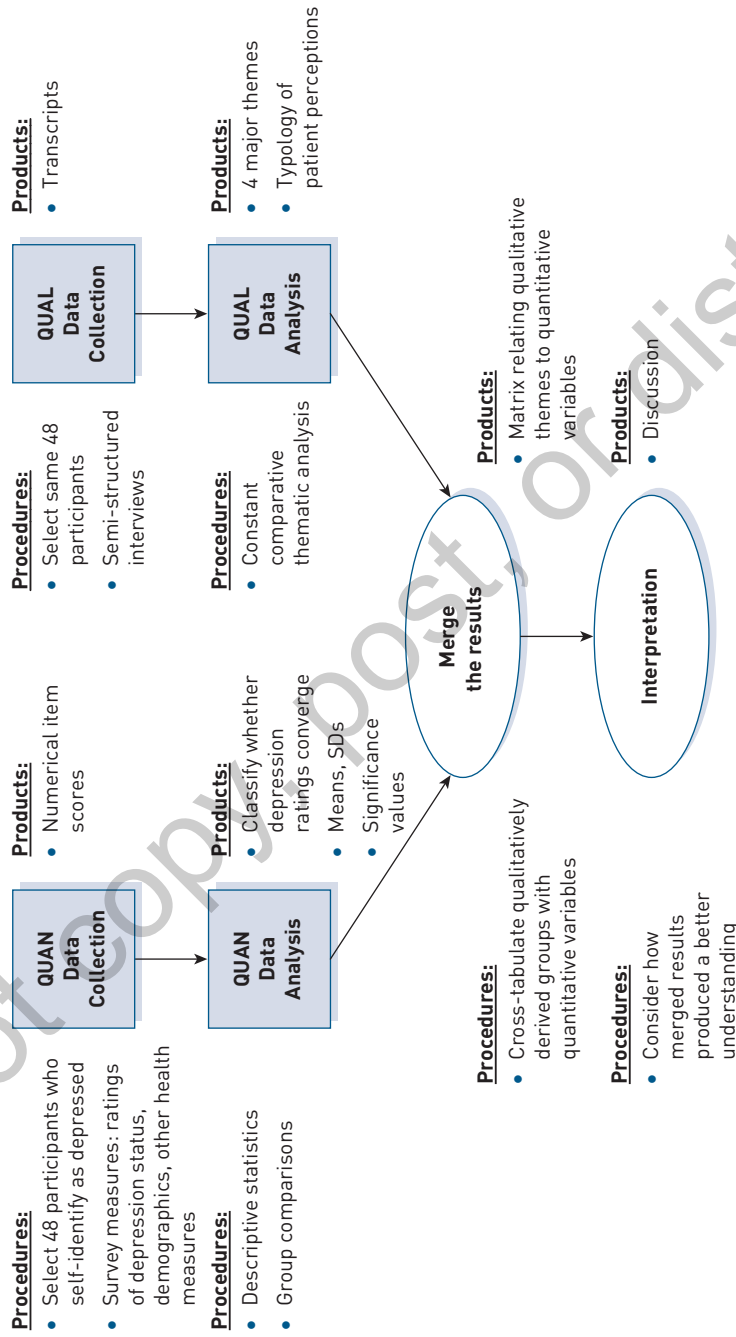 Procedures:
• Select 48 participants who
self-identify as depressed
• Survey measures: ratings
of depression status,
demographics, other health
measures
QUAN
Data
Collection
Products:
• Numerical item
scores
Procedures:
• Select same 48
participants
• Semi-structured
interviews
QUAL
Data
Collection
Products:
• Transcripts
Procedures:
• Descriptive statistics
• Group comparisons
QUAN
Data
Analysis
Products:
• Classify whether
depression
ratings converge
• Means, SDs
• Significance
values
Procedures:
• Constant
comparative
thematic analysis
QUAL
Data
Analysis
Products:
• 4 major themes
• Typology of
patient perceptions
Procedures:
• Cross-tabulate qualitatively
derived groups with
quantitative variables
Merge
the results
Products:
• Matrix relating qualitative
themes to quantitative
variables
Procedures:
• Consider how
merged results
produced a better
understanding
Interpretation
Products:
• Discussion
copy, post, or